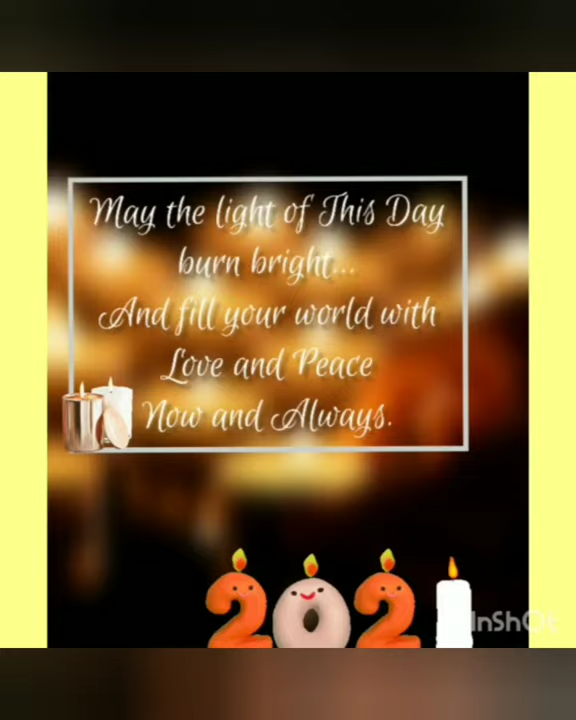 May the light of This Day
burn bright...
And fill your world with
Love and Peace
Now and Always.
202
InShOt